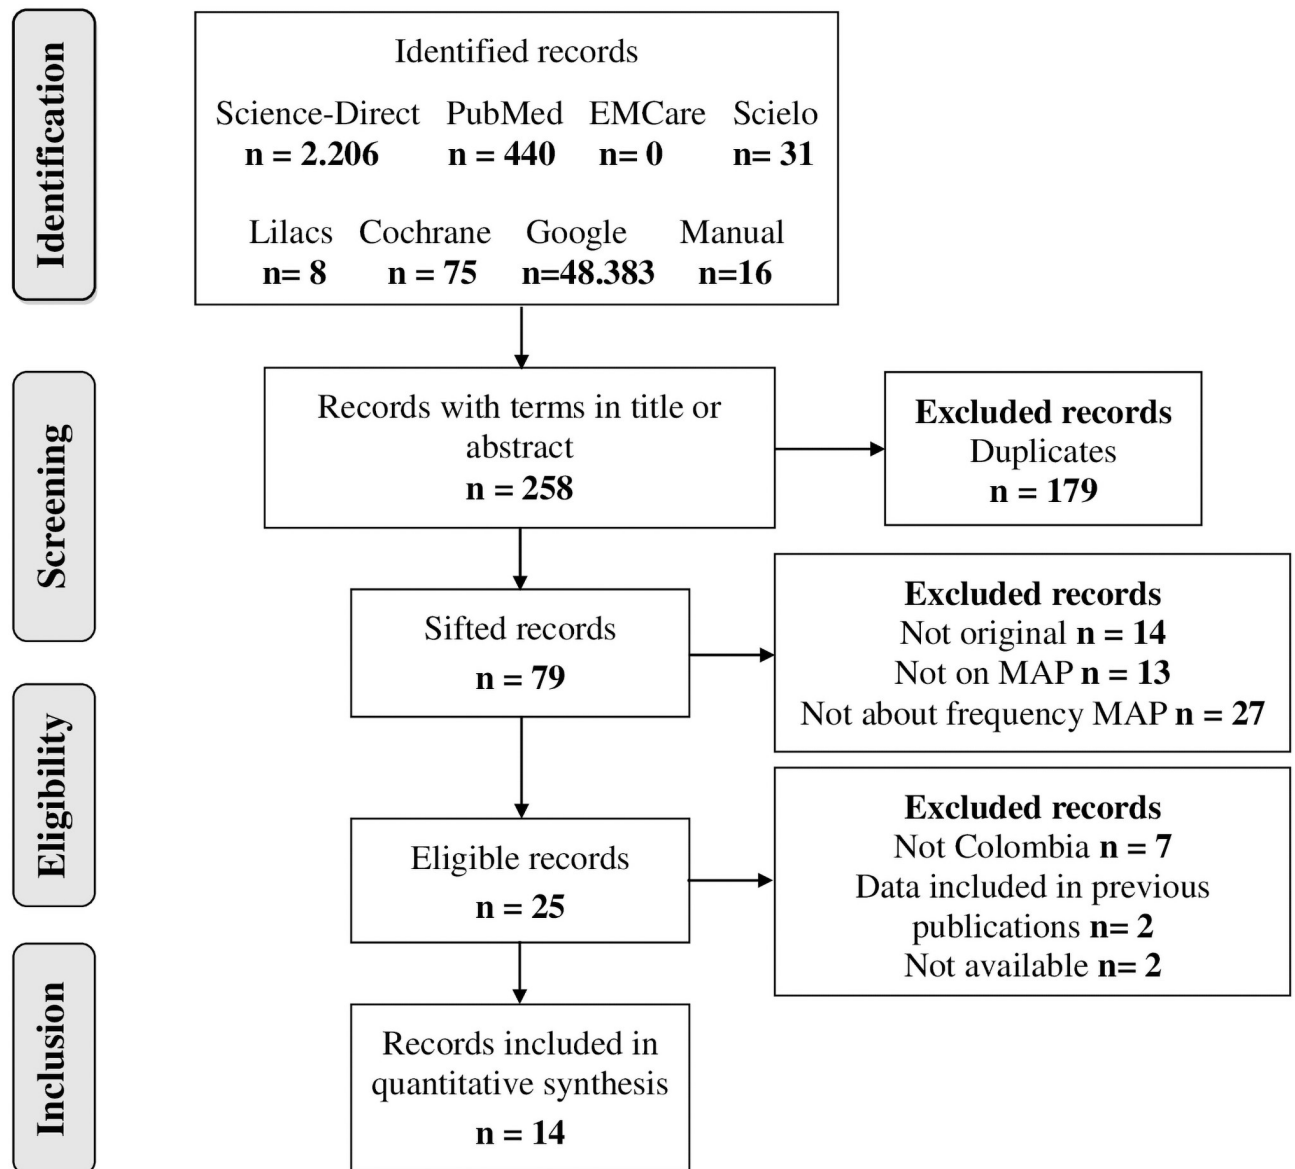 Identification
Identified records
Science-Direct PubMed EMCare Scielo
n = 2.206 n = 440 n= 0 n= 31
Lilacs Cochrane Google Manual
n= 8 n = 75 n=48.383 n=16
Screening
Records with terms in title or
abstract
n = 258
Excluded records
Duplicates
n = 179
Sifted records
n = 79
Excluded records
Not original n = 14
Not on MAP n = 13
Not about frequency MAP n = 27
Eligibility
Eligible records
n = 25
Excluded records
Not Colombia n = 7
Data included in previous
publications n= 2
Not available n= 2
Inclusion
Records included in
quantitative synthesis
n = 14